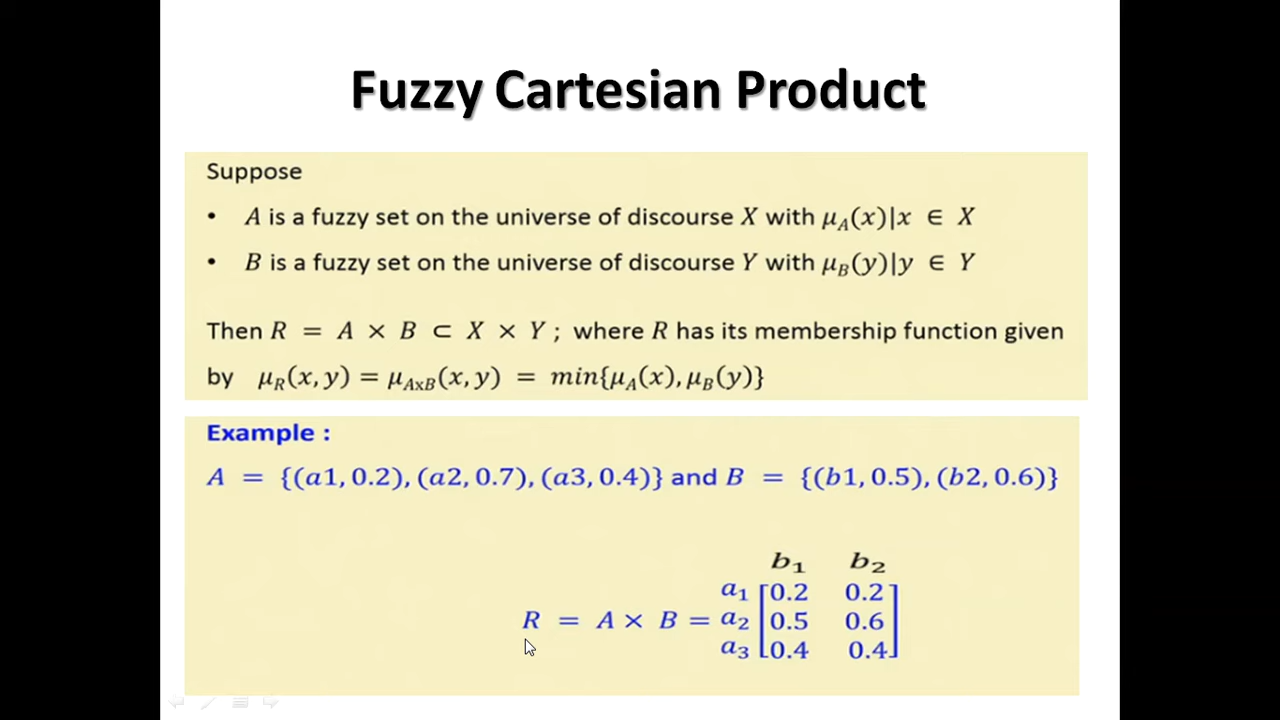 Fuzzy Cartesian Product
Suppose
• A is a fuzzy set on the universe of discourse X with μ_A(x)|x ∈ X
• B is a fuzzy set on the universe of discourse Y with μ_B(y)|y ∈ Y
Then R = A × B ⊂ X × Y ; where R has its membership function given
by μ_R(x, y) = μ_AxB(x, y) = min{μ_A(x), μ_B(y)}
Example :
A = {(a1, 0.2), (a2, 0.7), (a3, 0.4)} and B = {(b1, 0.5), (b2, 0.6)}
b₁ b₂
a₁ 0.2 0.2
R = A × B = a₂ 0.5 0.6
a₃ 0.4 0.4